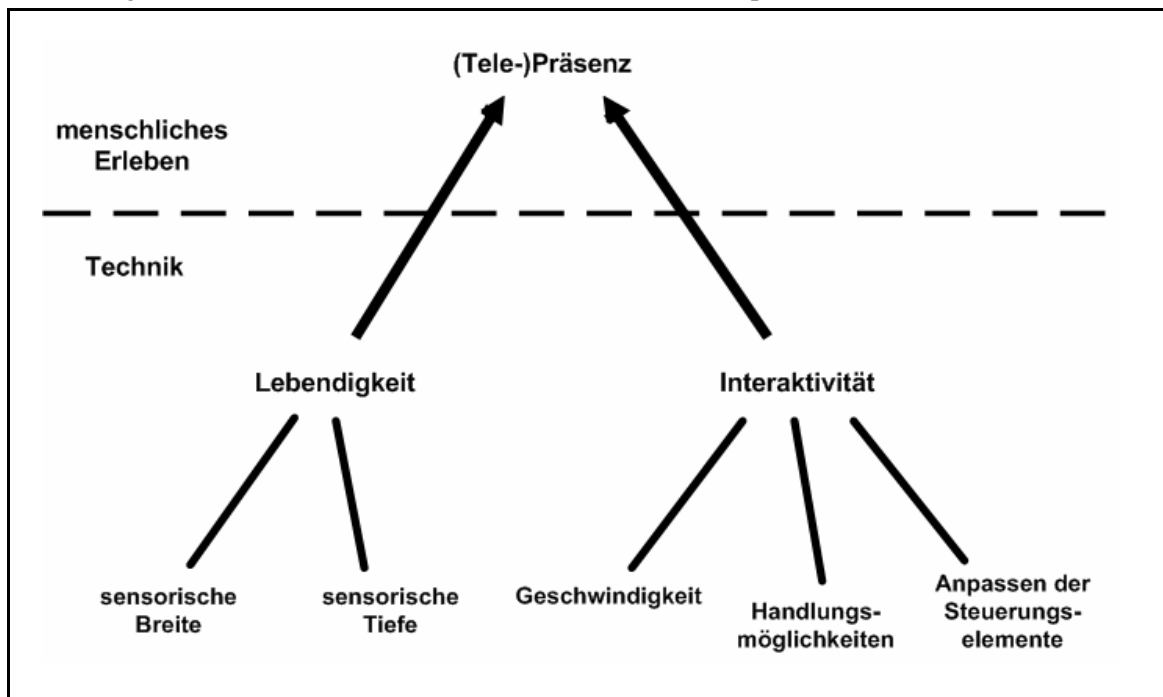 (Tele-)Präsenz
menschliches
Erleben
Technik
Lebendigkeit
Interaktivität
sensorische
Breite
sensorische
Tiefe
Geschwindigkeit
Handlungs-
möglichkeiten
Anpassen der
Steuerungs-
elemente